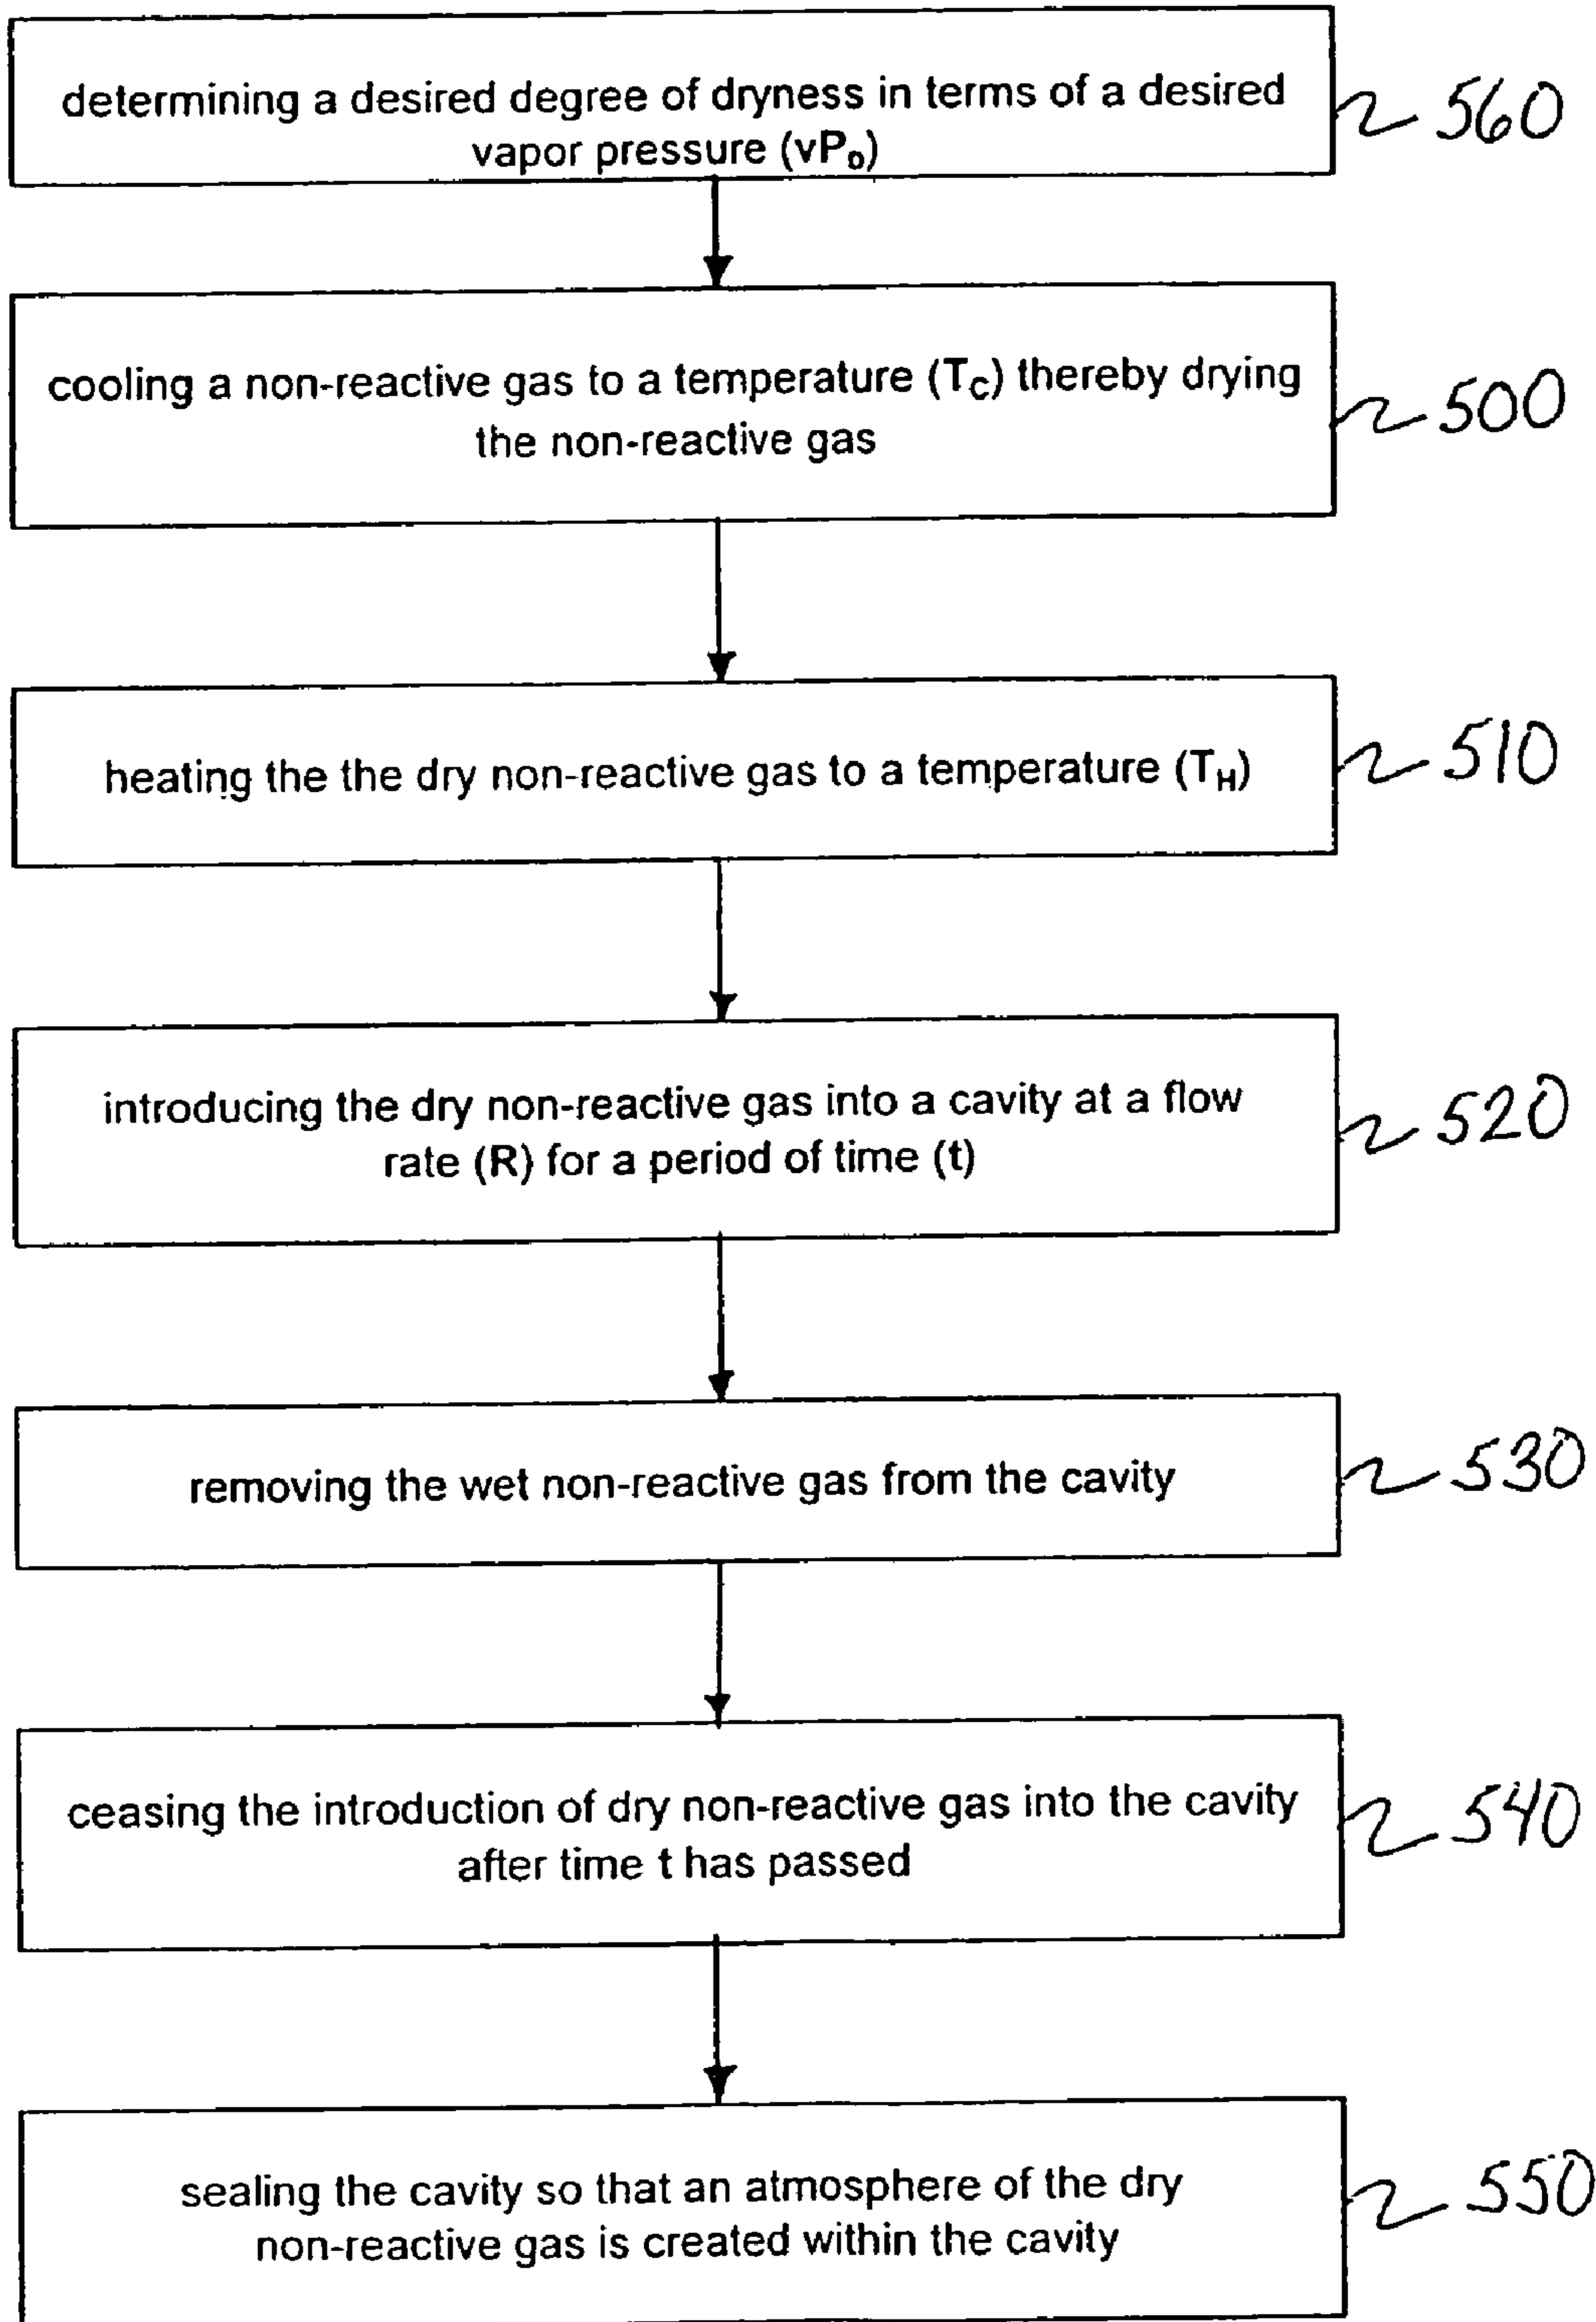 determining a desired degree of dryness in terms of a desired
vapor pressure (vP₀)
560
cooling a non-reactive gas to a temperature (T_C) thereby drying
the non-reactive gas
500
heating the the dry non-reactive gas to a temperature (T_H)
510
introducing the dry non-reactive gas into a cavity at a flow
rate (R) for a period of time (t)
520
removing the wet non-reactive gas from the cavity
530
ceasing the introduction of dry non-reactive gas into the cavity
after time t has passed
540
sealing the cavity so that an atmosphere of the dry
non-reactive gas is created within the cavity
550